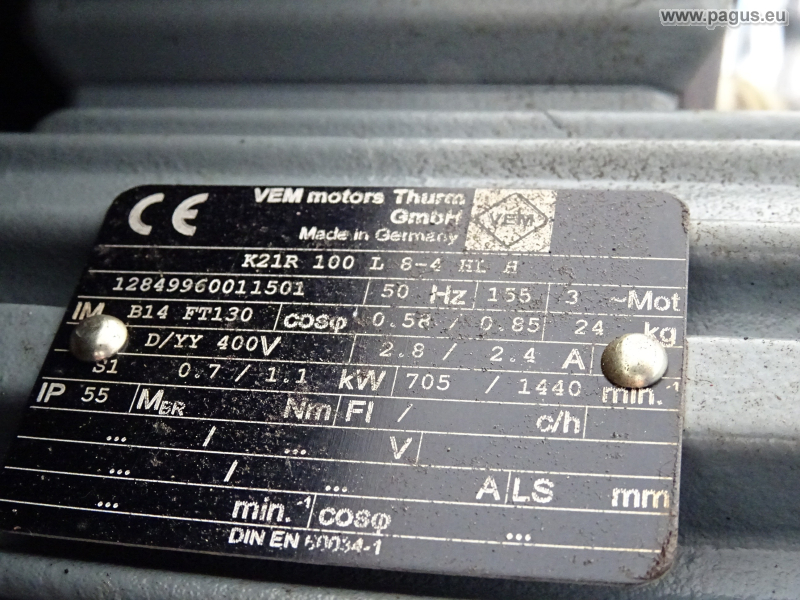 www.pagus.eu
CE
VEM motors Thurm
GmbH
Made in Germany
VEM
K21R 100 L 8-4 HL H
12849960011501 50 Hz 155 3 ~Mot
IM B14 FT130 cosφ 0.58 / 0.85 24 kg
D/YY 400V 2.8 / 2.4 A
S1 0.7 / 1.1 kW 705 / 1440 min.-1
IP 55 MBR Nm FI / c/h
... / ... V
... / ... A LS mm
... min.-1 cosφ ...
DIN EN 60034-1